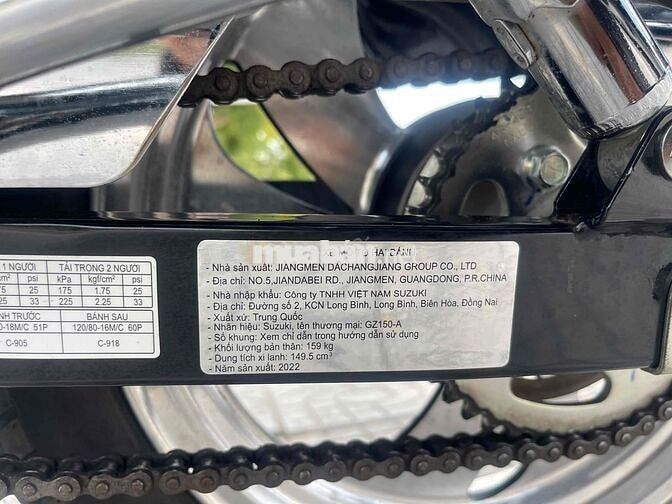 1 NGƯỜI TẢI TRỌNG 2 NGƯỜI
psi kPa kgf/cm² psi
25 175 1.75 25
33 225 2.25 33
BÁNH SAU
51P 120/80-16M/C 60P
C-905 C-918
- Nhà sản xuất: JIANGMEN DACHANGJIANG GROUP CO., LTD
- Địa chỉ: NO.5,JIANDABEI RD., JIANGMEN, GUANGDONG, P.R.CHINA
- Nhà nhập khẩu: Công ty TNHH VIỆT NAM SUZUKI
- Địa chỉ: Đường số 2, KCN Long Bình, Long Bình, Biên Hòa, Đồng Nai
- Xuất xứ: Trung Quốc
- Nhãn hiệu: Suzuki, tên thương mại: GZ150-A
- Số khung: Xem chỉ dẫn trong hướng dẫn sử dụng
- Khối lượng bản thân: 159 kg
- Dung tích xi lanh: 149.5 cm³
- Năm sản xuất: 2022